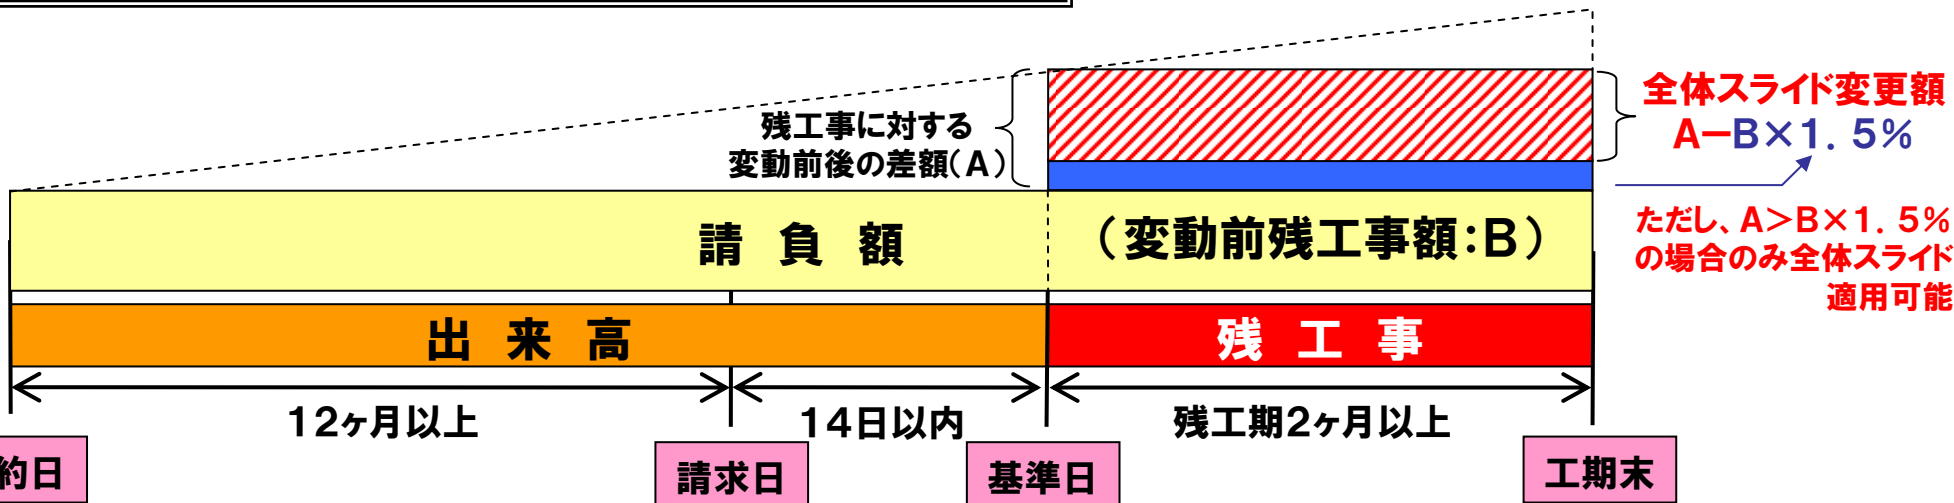 残工事に対する
変動前後の差額(A)
全体スライド変更額
A－B×1．5％
請 負 額
（変動前残工事額：B）
ただし、A＞B×1．5％
の場合のみ全体スライド
適用可能
出 来 高
残 工 事
12ヶ月以上
14日以内
残工期2ヶ月以上
約日
請求日
基準日
工期末